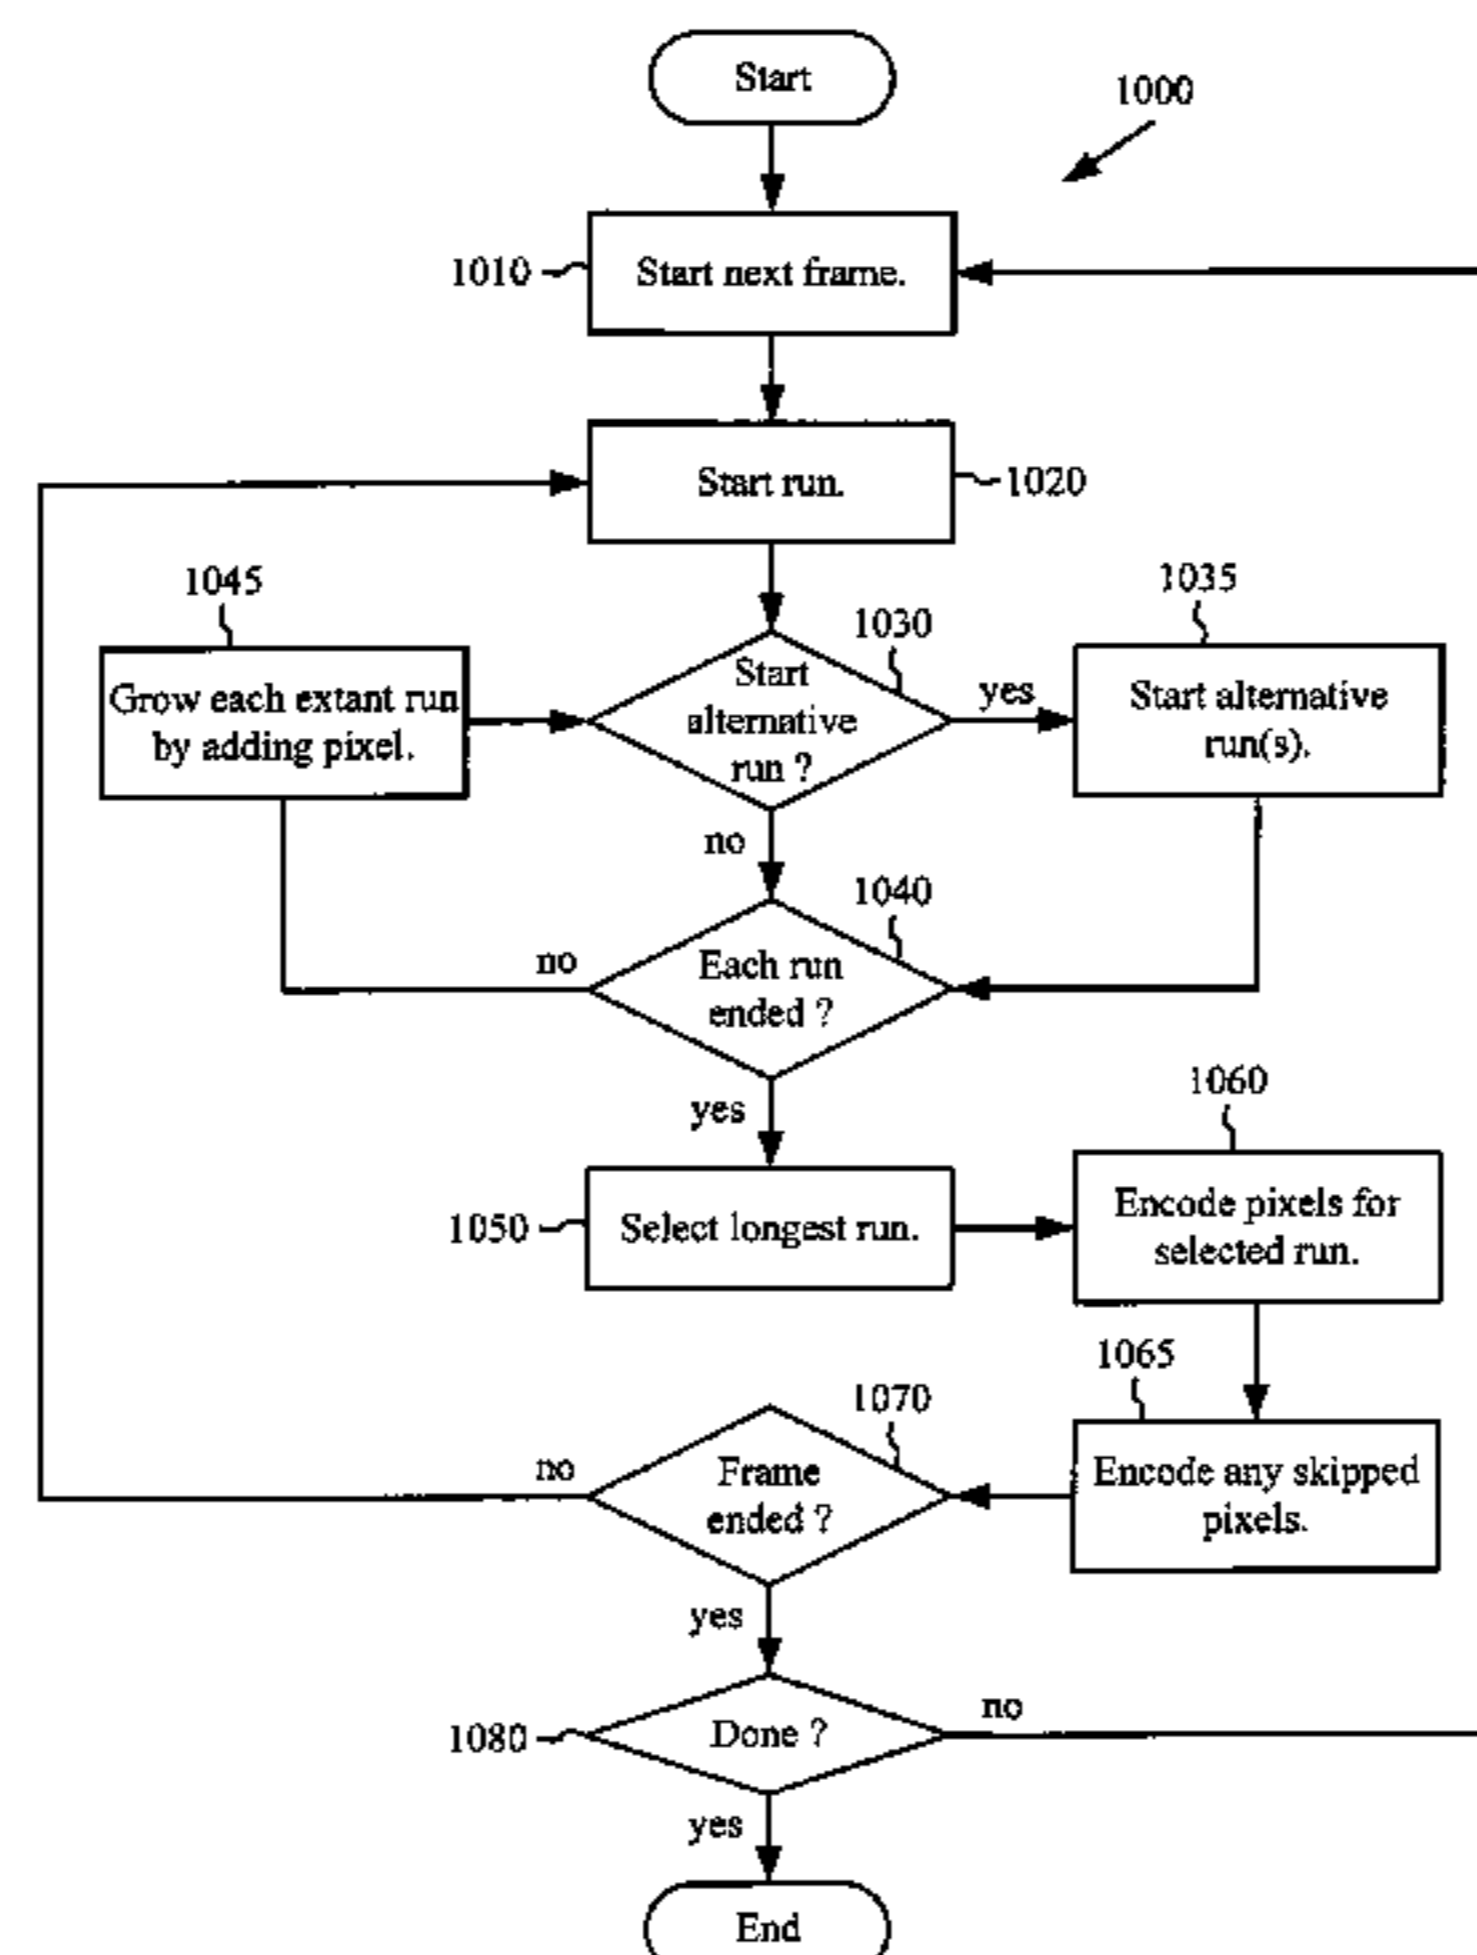 Start
1000
1010
Start next frame.
Start run.
1020
1045
1035
1030
Grow each extant run
by adding pixel.
Start
alternative
run ?
yes
Start alternative
run(s).
no
1040
no
Each run
ended ?
yes
1060
1050
Select longest run.
Encode pixels for
selected run.
1065
1070
no
Frame
ended ?
Encode any skipped
pixels.
yes
1080
Done ?
no
yes
End